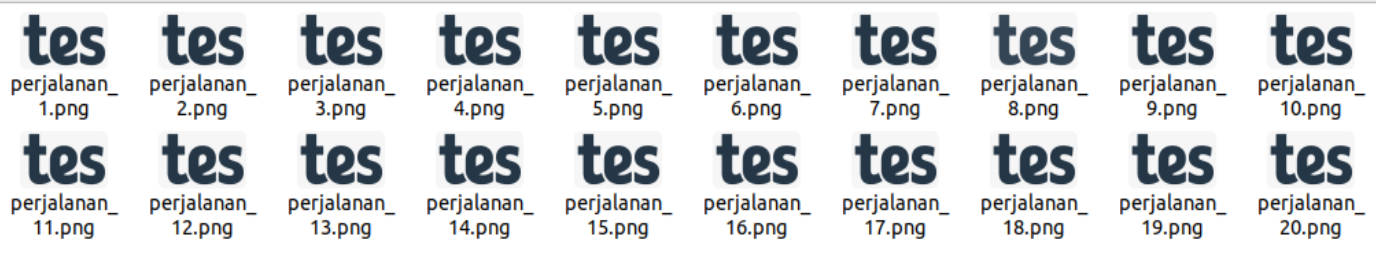 tes tes tes tes tes tes tes tes tes tes
perjalanan_ perjalanan_ perjalanan_ perjalanan_ perjalanan_ perjalanan_ perjalanan_ perjalanan_ perjalanan_ perjalanan_
1.png 2.png 3.png 4.png 5.png 6.png 7.png 8.png 9.png 10.png
tes tes tes tes tes tes tes tes tes tes
perjalanan_ perjalanan_ perjalanan_ perjalanan_ perjalanan_ perjalanan_ perjalanan_ perjalanan_ perjalanan_ perjalanan_
11.png 12.png 13.png 14.png 15.png 16.png 17.png 18.png 19.png 20.png